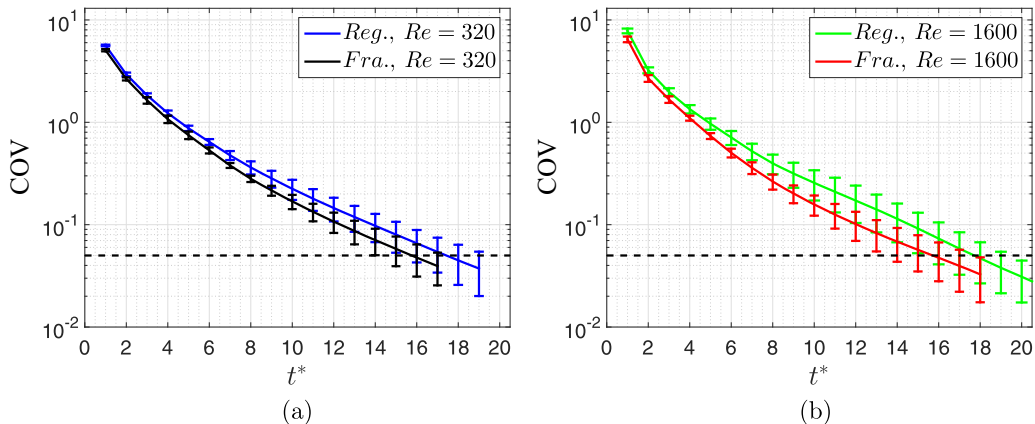 10^1
10^0
10^-1
10^-2
COV
0 2 4 6 8 10 12 14 16 18 20
t*
Reg., Re = 320
Fra., Re = 320
(a)
10^1
10^0
10^-1
10^-2
COV
0 2 4 6 8 10 12 14 16 18 20
t*
Reg., Re = 1600
Fra., Re = 1600
(b)